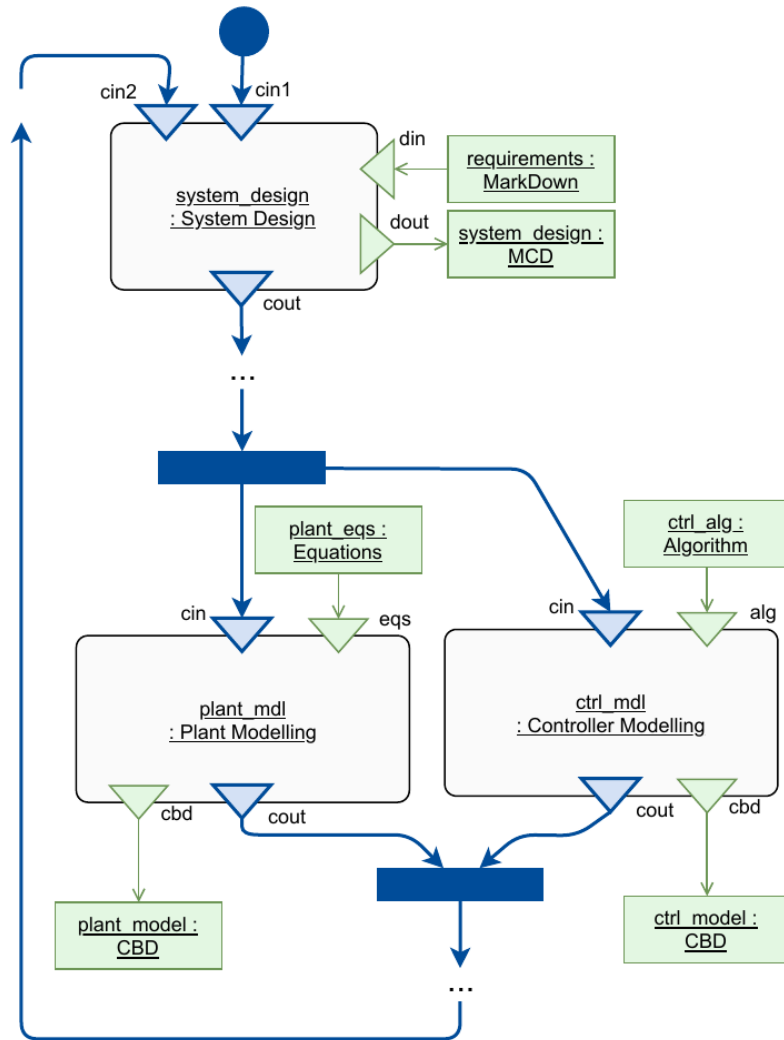 cin2
cin1
din
requirements :
MarkDown
system_design
: System Design
dout
system_design :
MCD
cout
...
plant_eqs :
Equations
ctrl_alg :
Algorithm
cin
eqs
cin
alg
plant_mdl
: Plant Modelling
ctrl_mdl
: Controller Modelling
cbd
cout
cout
cbd
plant_model :
CBD
ctrl_model :
CBD
...